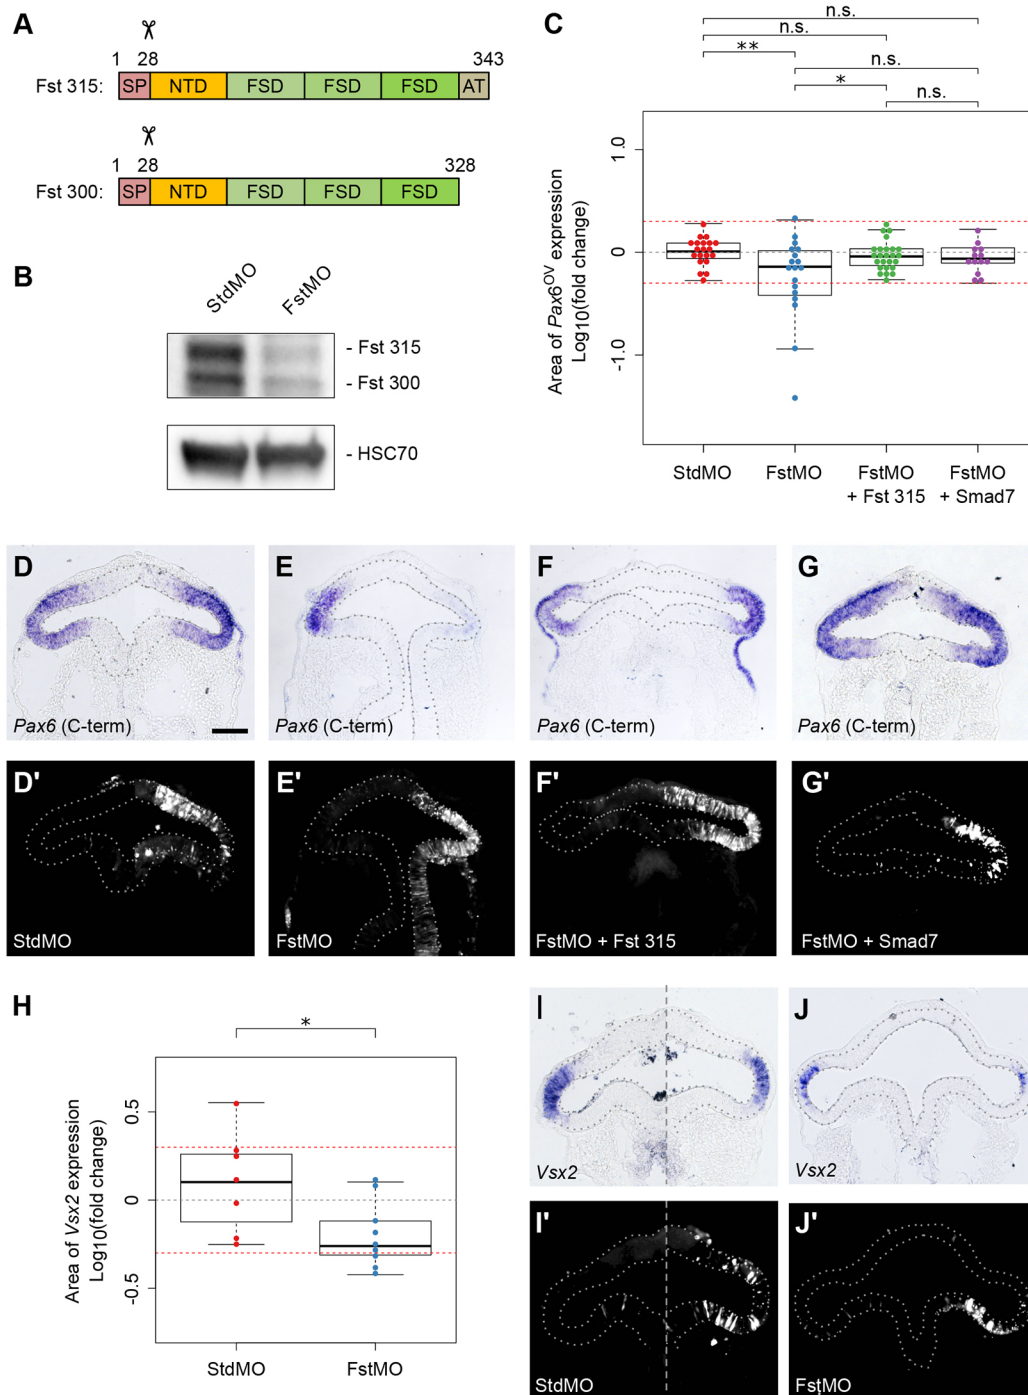 A
1 28 343
Fst 315: SP NTD FSD FSD FSD AT
1 28 328
Fst 300: SP NTD FSD FSD FSD
B
StdMO FstMO
- Fst 315
- Fst 300
- HSC70
C
n.s.
n.s.
**
n.s.
*
n.s.
Area of Pax6OV expression
Log10(fold change)
1.0
0
-1.0
StdMO FstMO FstMO FstMO
+ Fst 315 + Smad7
D E F G
Pax6 (C-term) Pax6 (C-term) Pax6 (C-term) Pax6 (C-term)
D' E' F' G'
StdMO FstMO FstMO + Fst 315 FstMO + Smad7
H
*
Area of Vsx2 expression
Log10(fold change)
0.5
0
-0.5
StdMO FstMO
I J
Vsx2 Vsx2
I' J'
StdMO FstMO